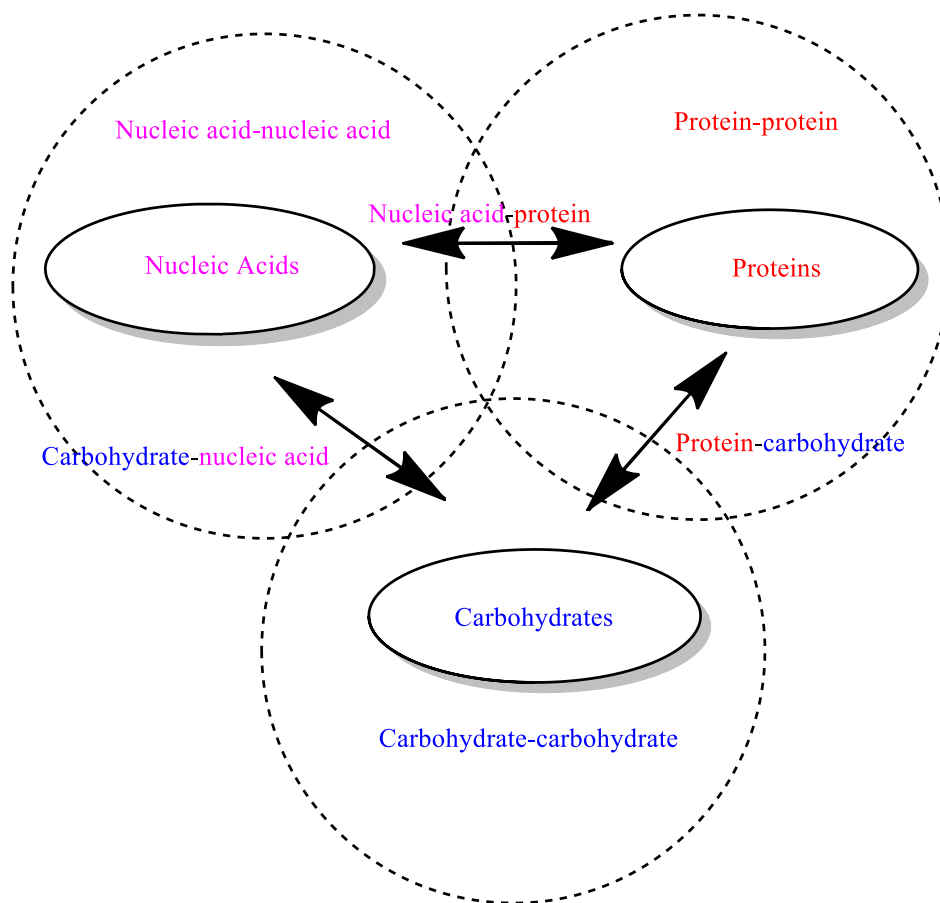 Nucleic acid-nucleic acid
Protein-protein
Nucleic acid-protein
Nucleic Acids
Proteins
Carbohydrate-nucleic acid
Protein-carbohydrate
Carbohydrates
Carbohydrate-carbohydrate